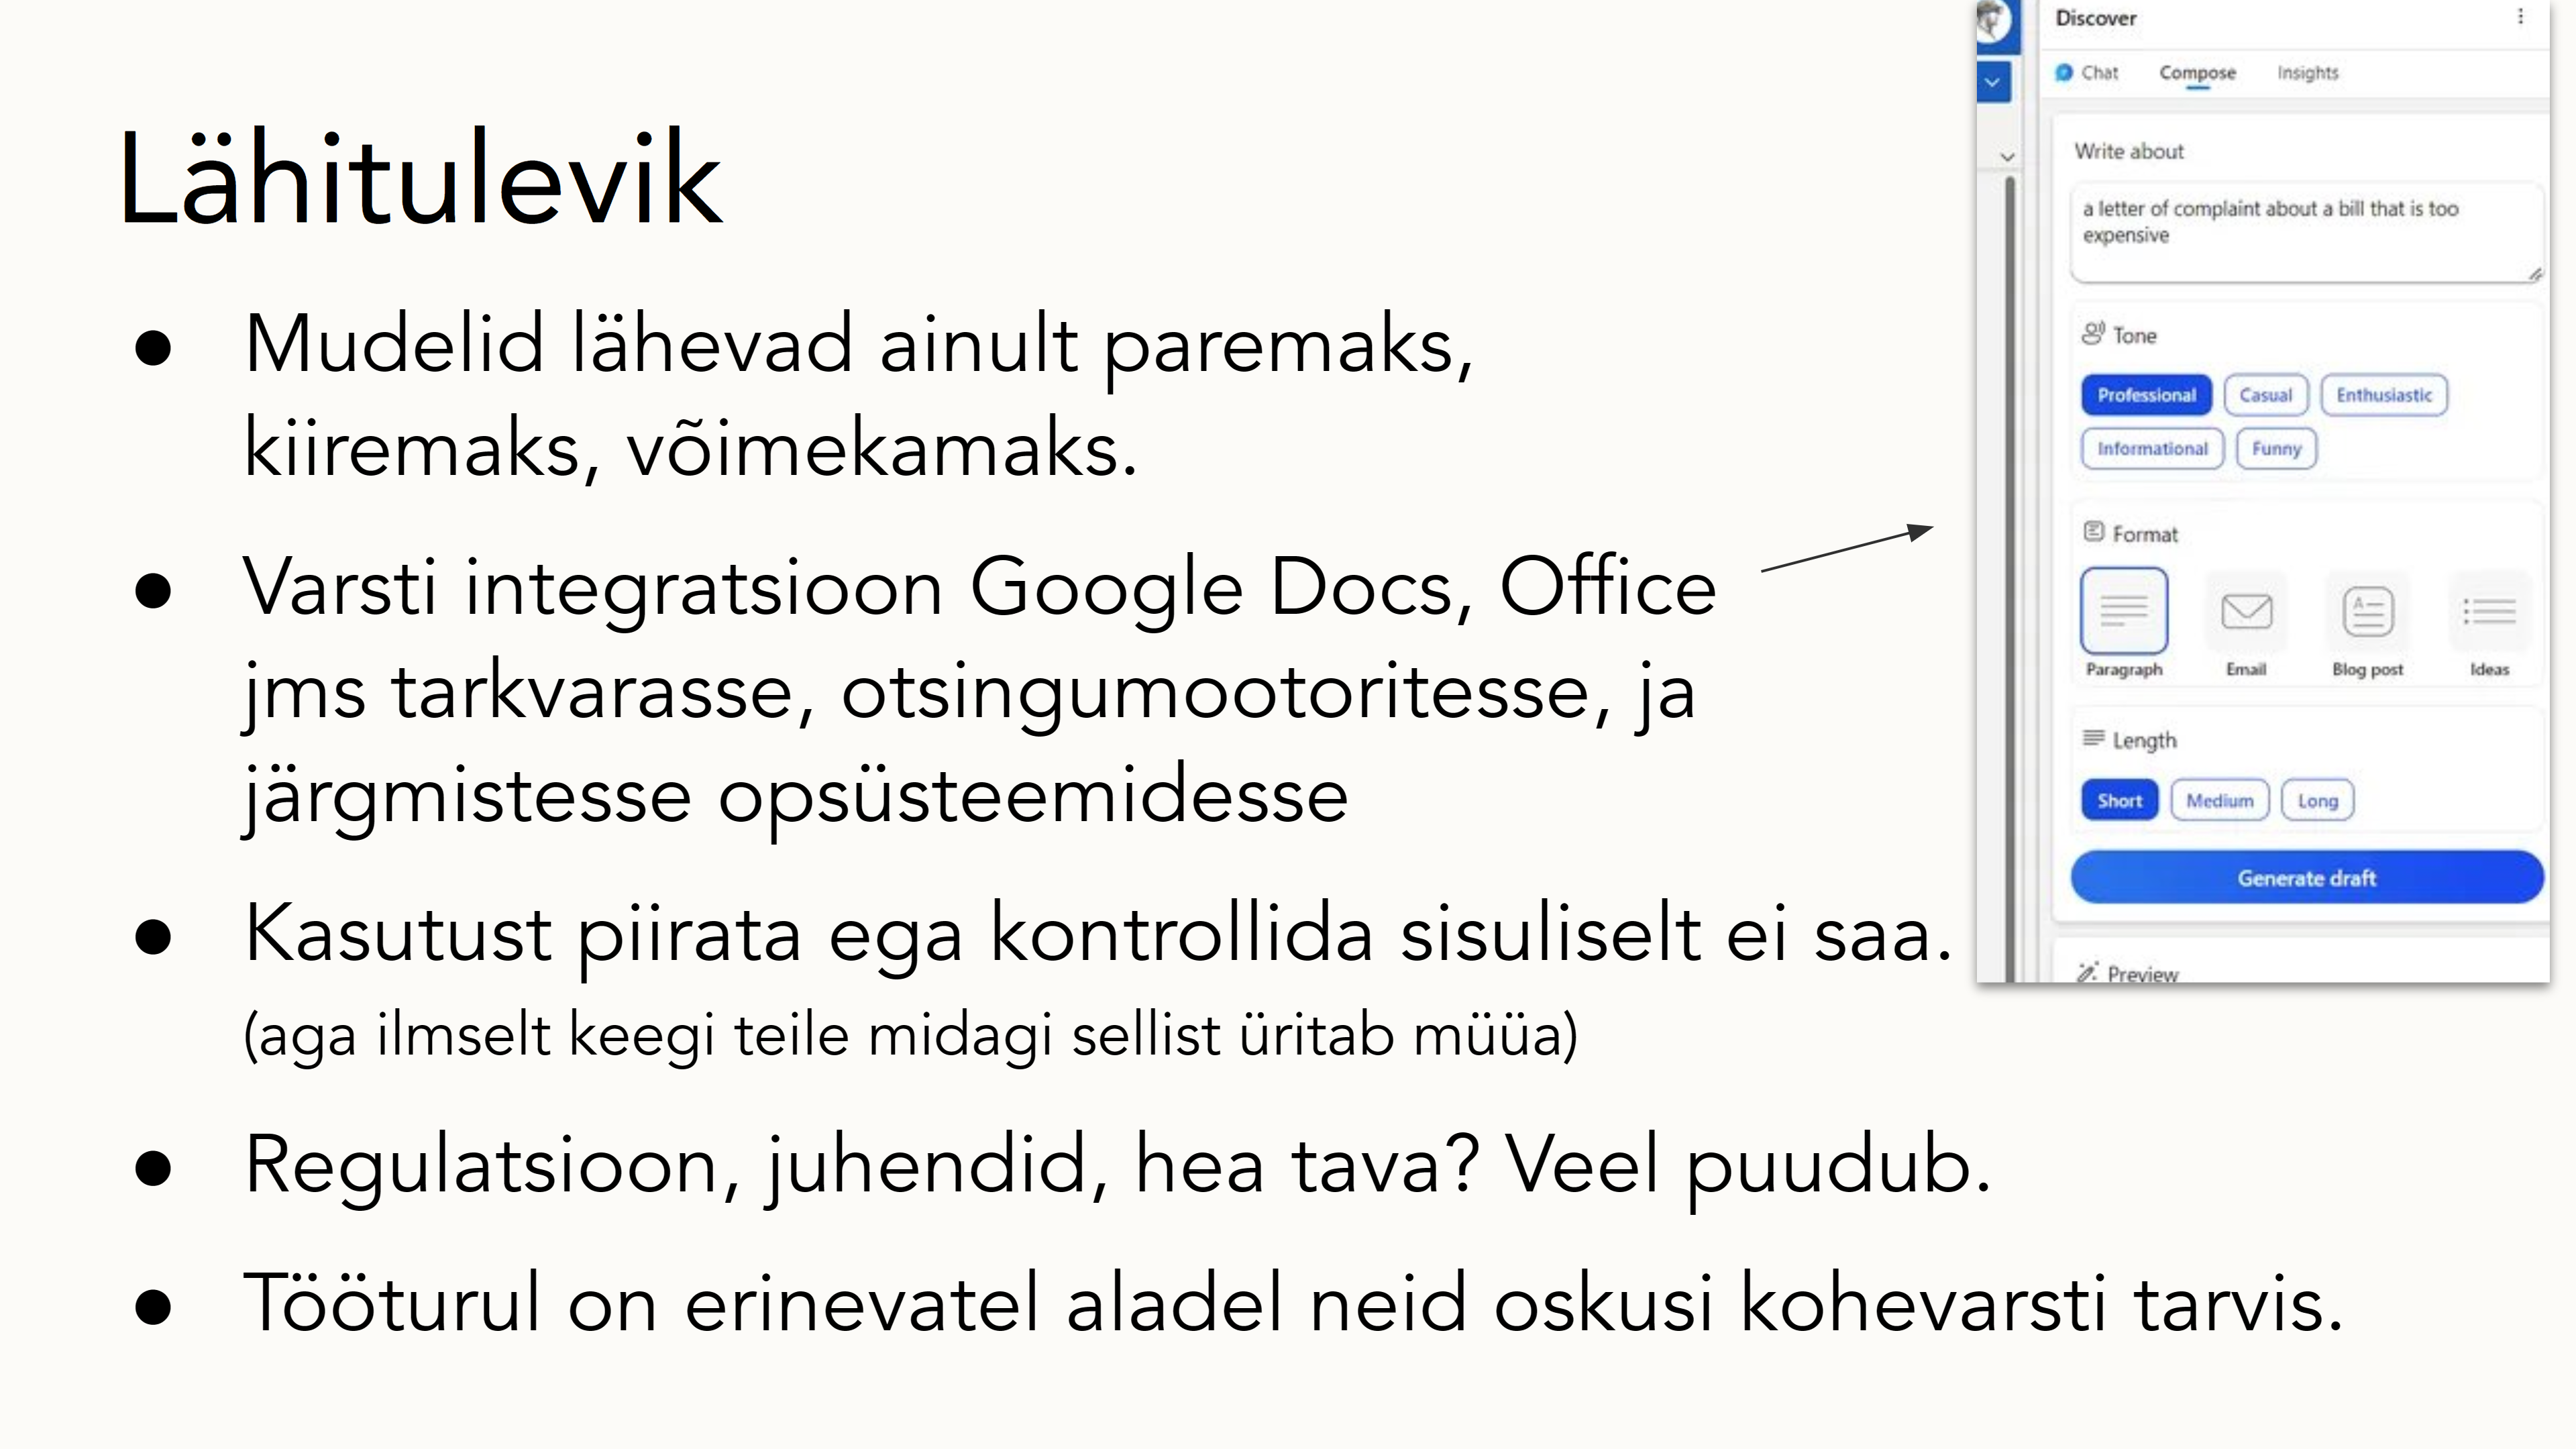 Lähitulevik
● Mudelid lähevad ainult paremaks,
kiiremaks, võimekamaks.
● Varsti integratsioon Google Docs, Office
jms tarkvarasse, otsingumootoritesse, ja
järgmistesse opsüsteemidesse
● Kasutust piirata ega kontrollida sisuliselt ei saa.
(aga ilmselt keegi teile midagi sellist üritab müüa)
● Regulatsioon, juhendid, hea tava? Veel puudub.
● Tööturul on erinevatel aladel neid oskusi kohevarsti tarvis.
Discover
Chat Compose Insights
Write about
a letter of complaint about a bill that is too
expensive
Tone
Professional Casual Enthusiastic
Informational Funny
Format
Paragraph Email Blog post Ideas
Length
Short Medium Long
Generate draft
Preview